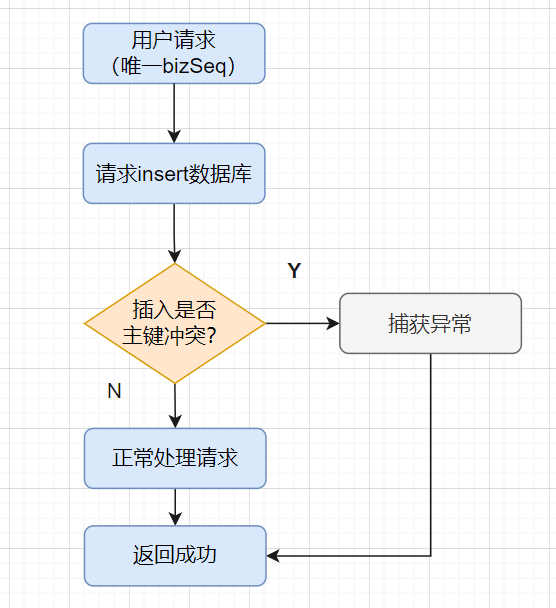 用户请求
（唯一bizSeq）
请求insert数据库
插入是否
主键冲突?
Y
捕获异常
N
正常处理请求
返回成功